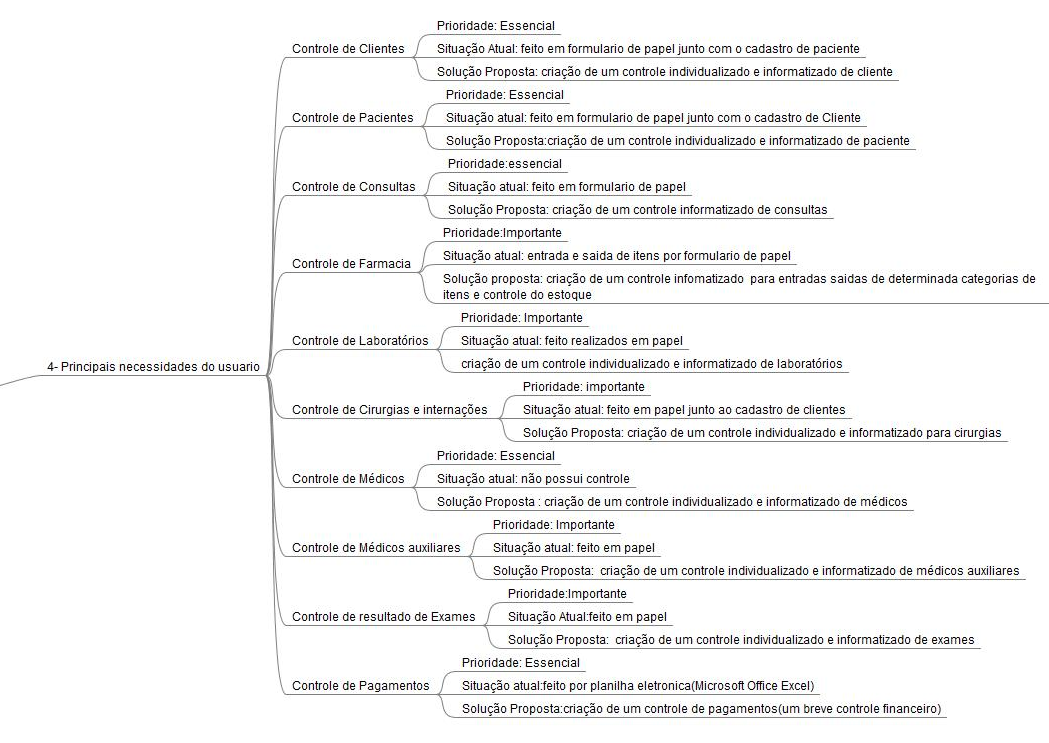 4- Principais necessidades do usuario
Controle de Clientes
Prioridade: Essencial
Situação Atual: feito em formulario de papel junto com o cadastro de paciente
Solução Proposta: criação de um controle individualizado e informatizado de cliente
Controle de Pacientes
Prioridade: Essencial
Situação atual: feito em formulario de papel junto com o cadastro de Cliente
Solução Proposta:criação de um controle individualizado e informatizado de paciente
Controle de Consultas
Prioridade:essencial
Situação atual: feito em formulario de papel
Solução Proposta: criação de um controle informatizado de consultas
Controle de Farmacia
Prioridade:Importante
Situação atual: entrada e saida de itens por formulario de papel
Solução proposta: criação de um controle infomatizado  para entradas saidas de determinada categorias de
itens e controle do estoque
Controle de Laboratórios
Prioridade: Importante
Situação atual: feito realizados em papel
criação de um controle individualizado e informatizado de laboratórios
Controle de Cirurgias e internações
Prioridade: importante
Situação atual: feito em papel junto ao cadastro de clientes
Solução Proposta: criação de um controle individualizado e informatizado para cirurgias
Controle de Médicos
Prioridade: Essencial
Situação atual: não possui controle
Solução Proposta : criação de um controle individualizado e informatizado de médicos
Controle de Médicos auxiliares
Prioridade: Importante
Situação atual: feito em papel
Solução Proposta:  criação de um controle individualizado e informatizado de médicos auxiliares
Controle de resultado de Exames
Prioridade:Importante
Situação Atual:feito em papel
Solução Proposta:  criação de um controle individualizado e informatizado de exames
Controle de Pagamentos
Prioridade: Essencial
Situação atual:feito por planilha eletronica(Microsoft Office Excel)
Solução Proposta:criação de um controle de pagamentos(um breve controle financeiro)